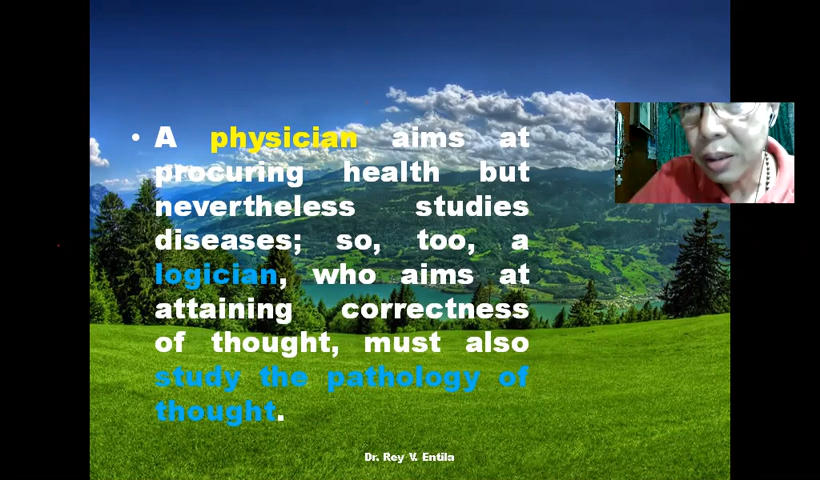 • A physician aims at
procuring health but
nevertheless studies
diseases; so, too, a
logician, who aims at
attaining correctness
of thought, must also
study the pathology of
thought.
Dr. Rey V. Entila